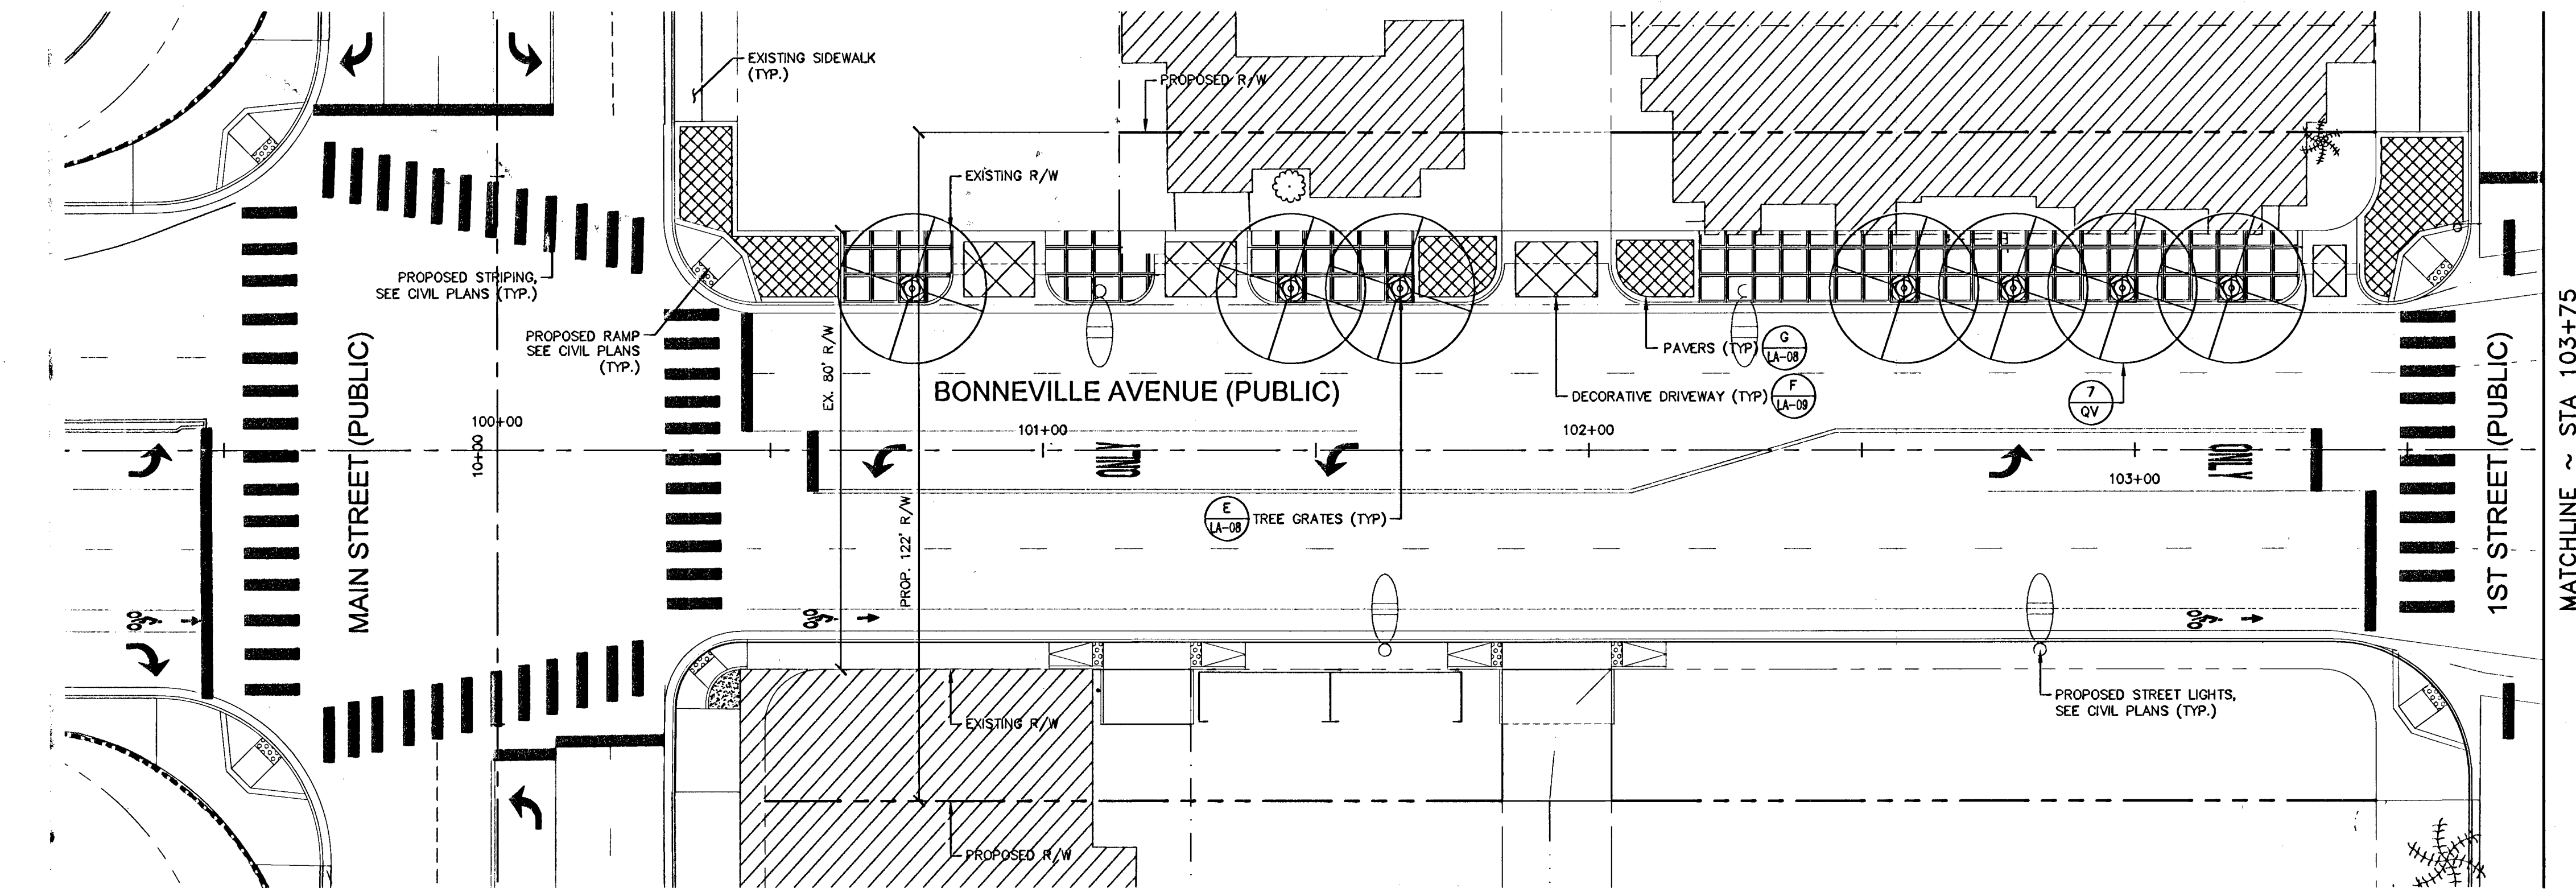 EXISTING SIDEWALK
(TYP.)
PROPOSED R/W
EXISTING R/W
PROPOSED STRIPING,
SEE CIVIL PLANS (TYP.)
PROPOSED RAMP
SEE CIVIL PLANS
(TYP.)
MAIN STREET (PUBLIC)
100+00
10+00
EX. 80' R/W
PROP. 122' R/W
BONNEVILLE AVENUE (PUBLIC)
101+00
ONLY
PAVERS (TYP)
G
LA-08
DECORATIVE DRIVEWAY (TYP)
F
LA-09
7
QV
102+00
E
LA-08
TREE GRATES (TYP)
103+00
ONLY
1ST STREET (PUBLIC)
MATCHLINE ~ STA 103+75
EXISTING R/W
PROPOSED STREET LIGHTS,
SEE CIVIL PLANS (TYP.)
PROPOSED R/W